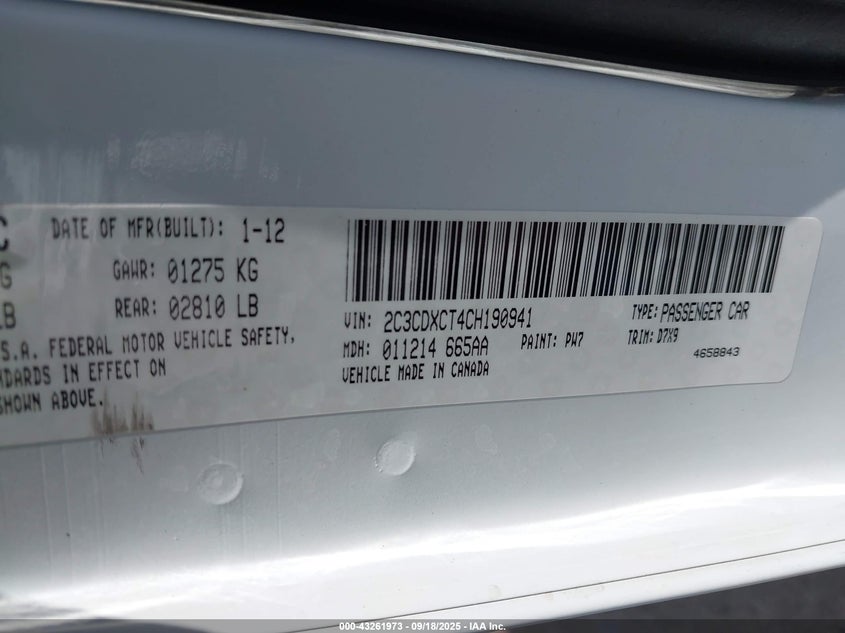 C DATE OF MFR(BUILT): 1-12
G GAWR: 01275 KG
LB REAR: 02810 LB
S.A. FEDERAL MOTOR VEHICLE SAFETY,
NDARDS IN EFFECT ON
SHOWN ABOVE.
VIN: 2C3CDXCT4CH190941 TYPE: PASSENGER CAR
MDH: 011214 665AA PAINT: PW7 TRIM: D7X9
VEHICLE MADE IN CANADA 4658843
000-43261973 - 09/18/2025 - IAA Inc.